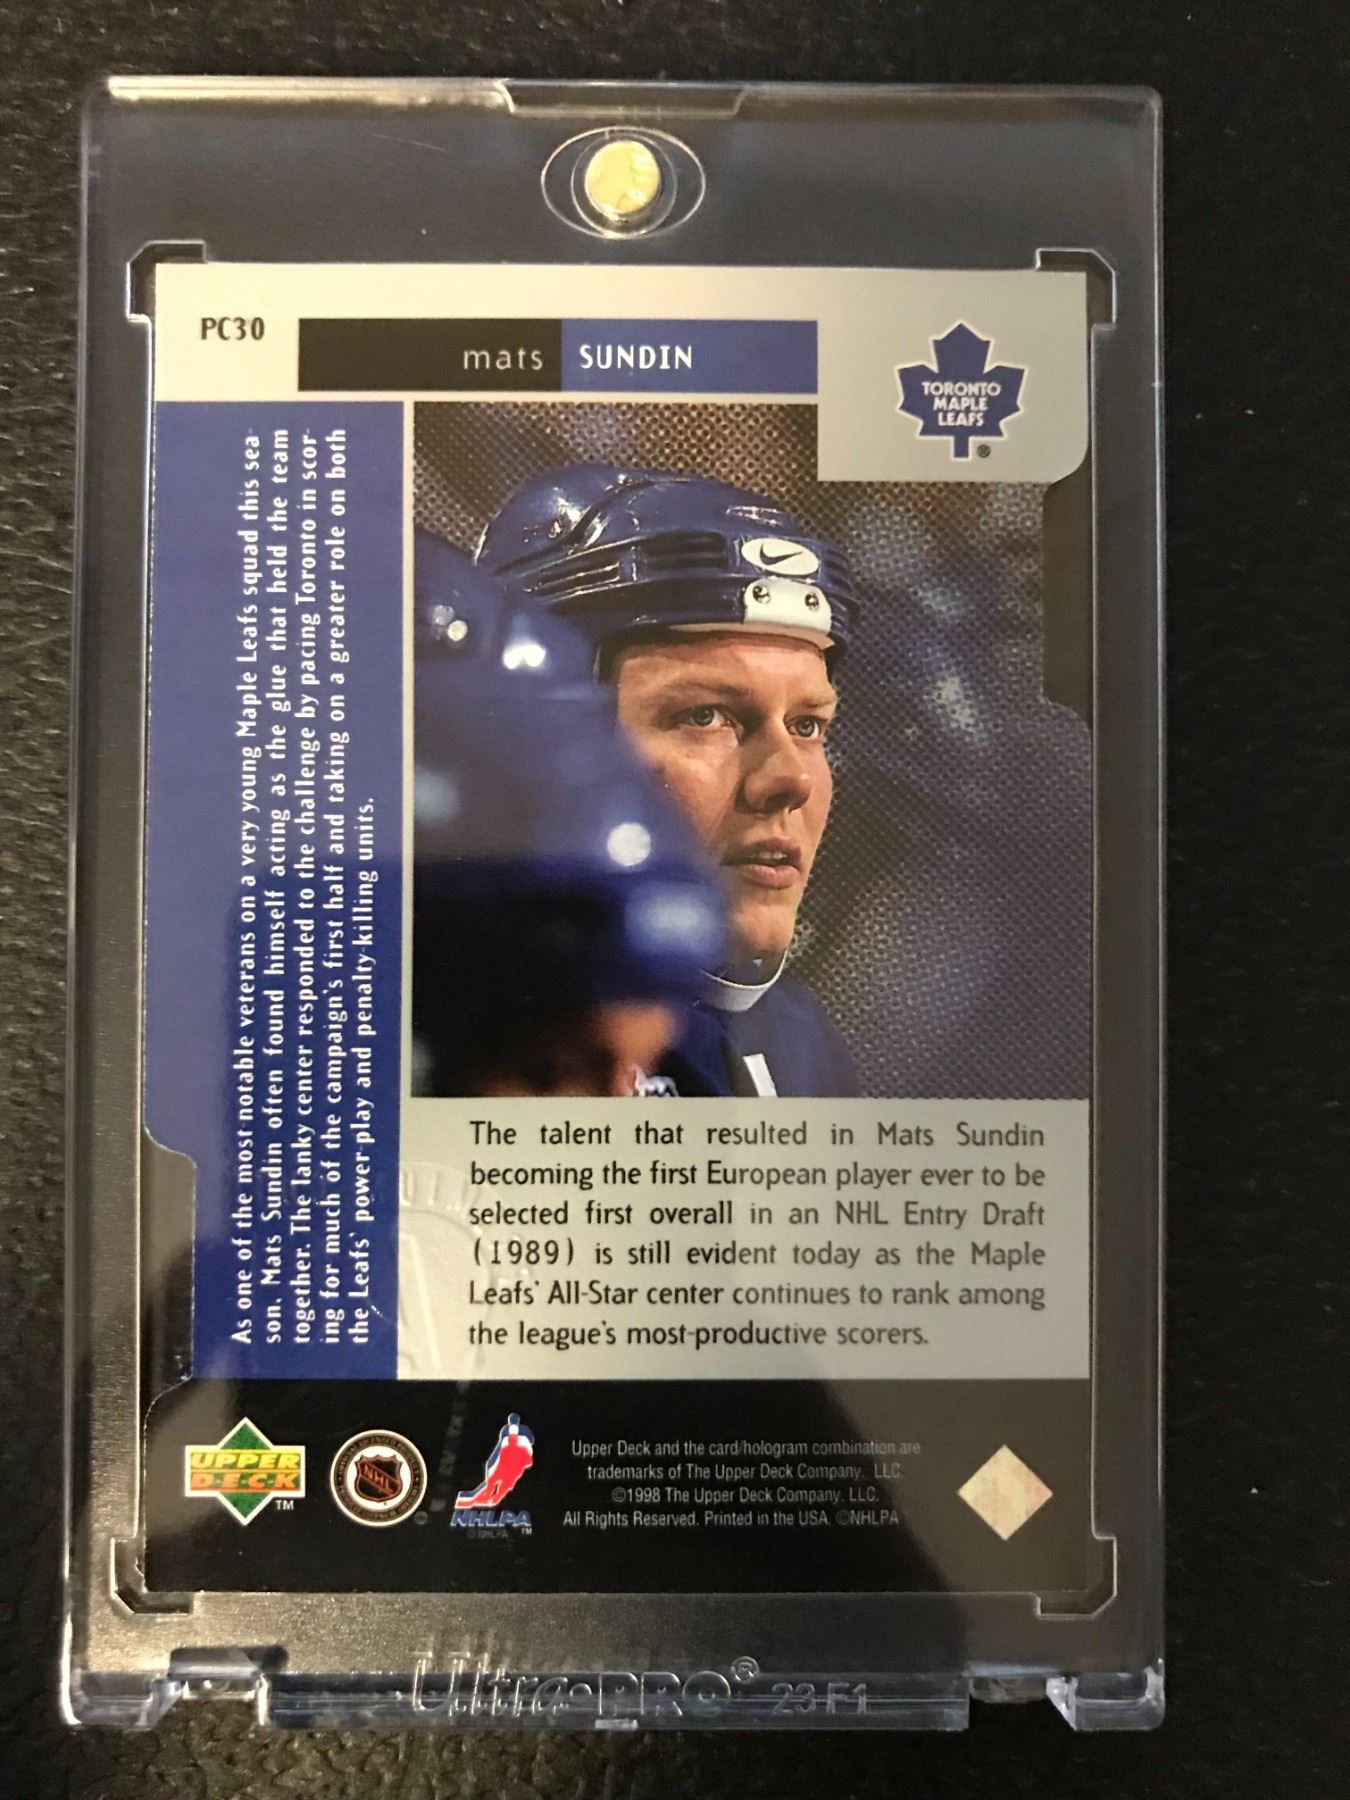 PC30
mats SUNDIN
TORONTO
MAPLE
LEAFS
®
As one of the most notable veterans on a very young Maple Leafs squad this sea-
son, Mats Sundin often found himself acting as the glue that held the team
together. The lanky center responded to the challenge by pacing Toronto in scor-
ing for much of the campaign's first half and taking on a greater role on both
the Leafs' power-play and penalty-killing units.
The talent that resulted in Mats Sundin
becoming the first European player ever to be
selected first overall in an NHL Entry Draft
(1989) is still evident today as the Maple
Leafs' All-Star center continues to rank among
the league's most-productive scorers.
UPPER
DECK
TM
NHL
NHLPA
TM
© NHLPA
Upper Deck and the card/hologram combination are
trademarks of The Upper Deck Company, LLC.
©1998 The Upper Deck Company, LLC.
All Rights Reserved. Printed in the USA. ©NHLPA
Ultra•PRO® 23F1